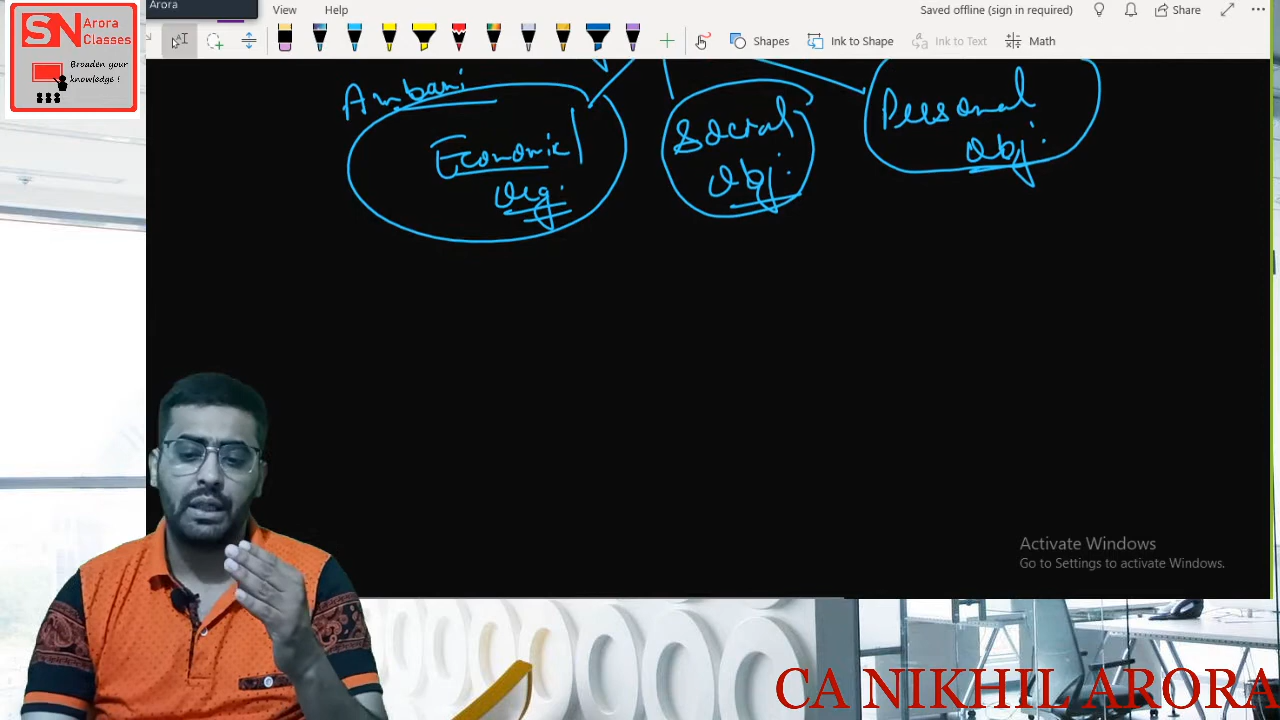 Arora
SN
Arora
Classes
Broaden your
knowledge !
View
Help
Saved offline (sign in required)
Share
Shapes
Ink to Shape
Ink to Text
Math
Ambani
Economic
Org.
Social
Obj.
Personal
Obj.
Activate Windows
Go to Settings to activate Windows.
CA NIKHIL ARORA